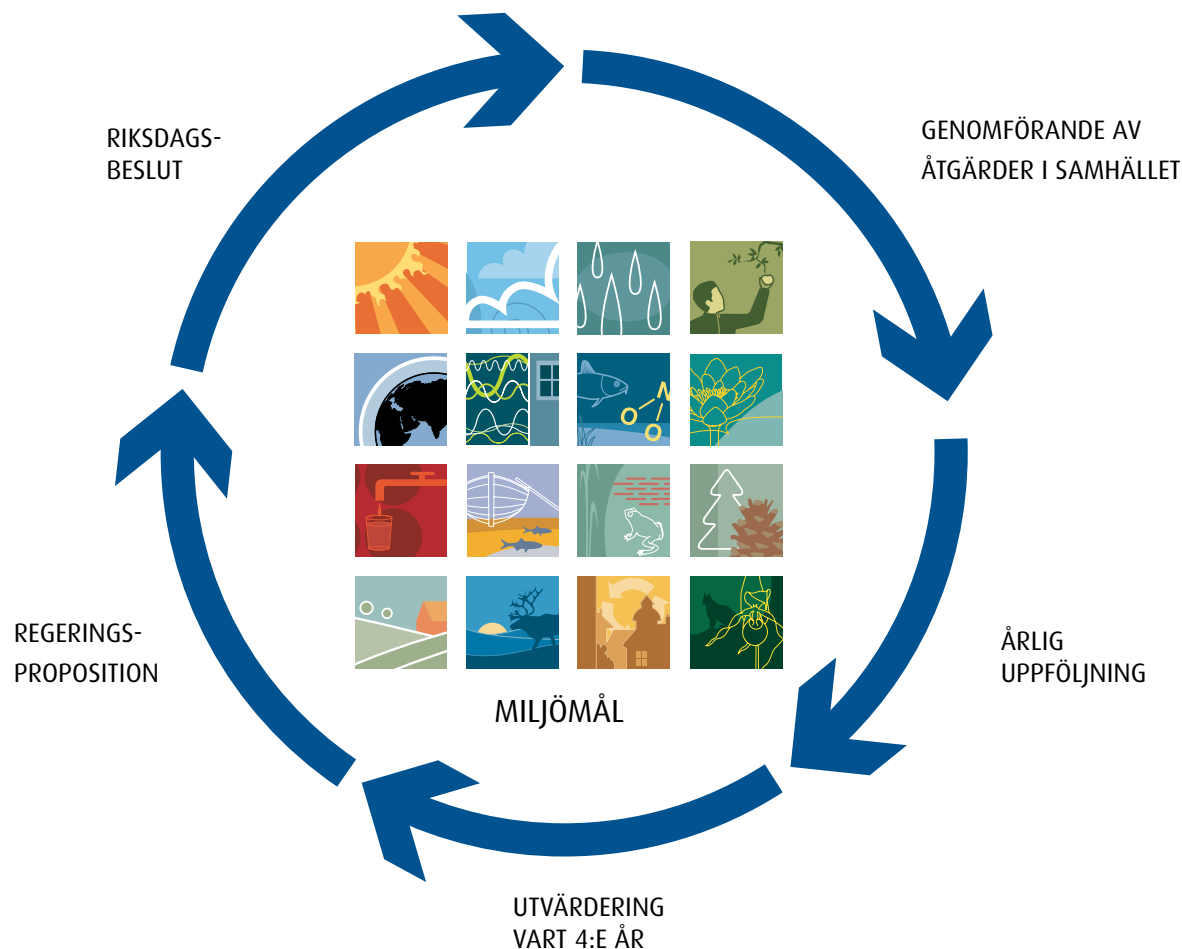 RIKSDAGS-
BESLUT
GENOMFÖRANDE AV
ÅTGÄRDER I SAMHÄLLET
N
O
O
REGERINGS-
PROPOSITION
ÅRLIG
UPPFÖLJNING
MILJÖMÅL
UTVÄRDERING
VART 4:E ÅR